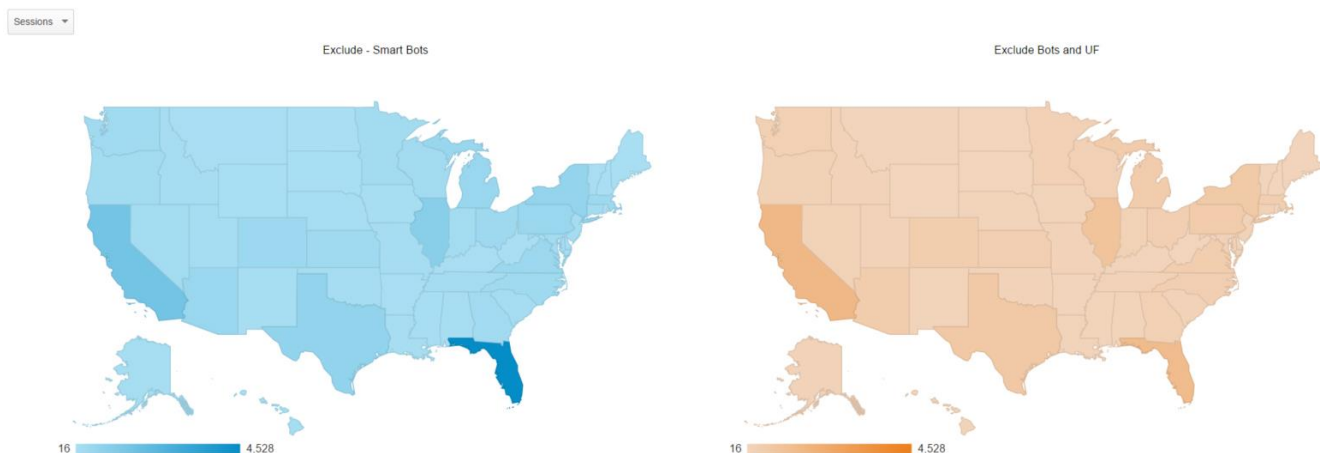 Sessions
Exclude - Smart Bots
Exclude Bots and UF
16 4.528
16 4.528